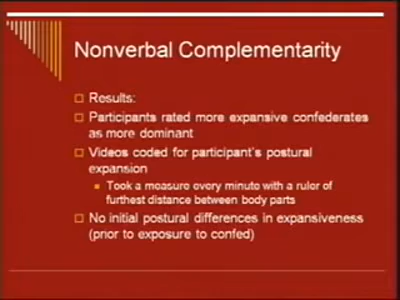 Nonverbal Complementarity
Results:
Participants rated more expansive confederates
as more dominant
Videos coded for participant's postural
expansion
Took a measure every minute with a ruler of
furthest distance between body parts
No initial postural differences in expansiveness
(prior to exposure to confed)